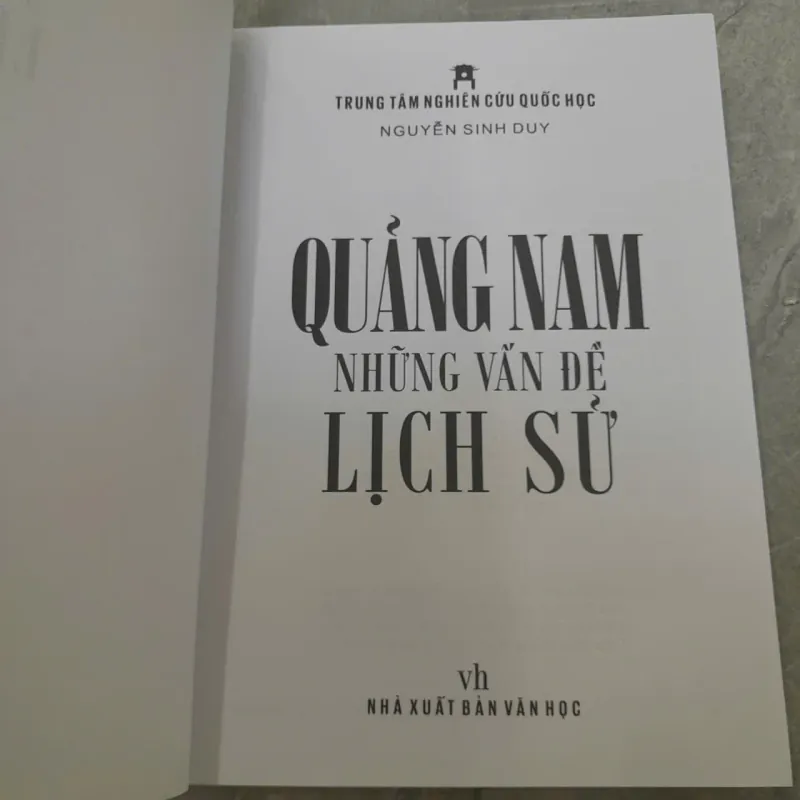 TRUNG TÂM NGHIÊN CỨU QUỐC HỌC
NGUYỄN SINH DUY
QUẢNG NAM
NHỮNG VẤN ĐỀ
LỊCH SỬ
vh
NHÀ XUẤT BẢN VĂN HỌC